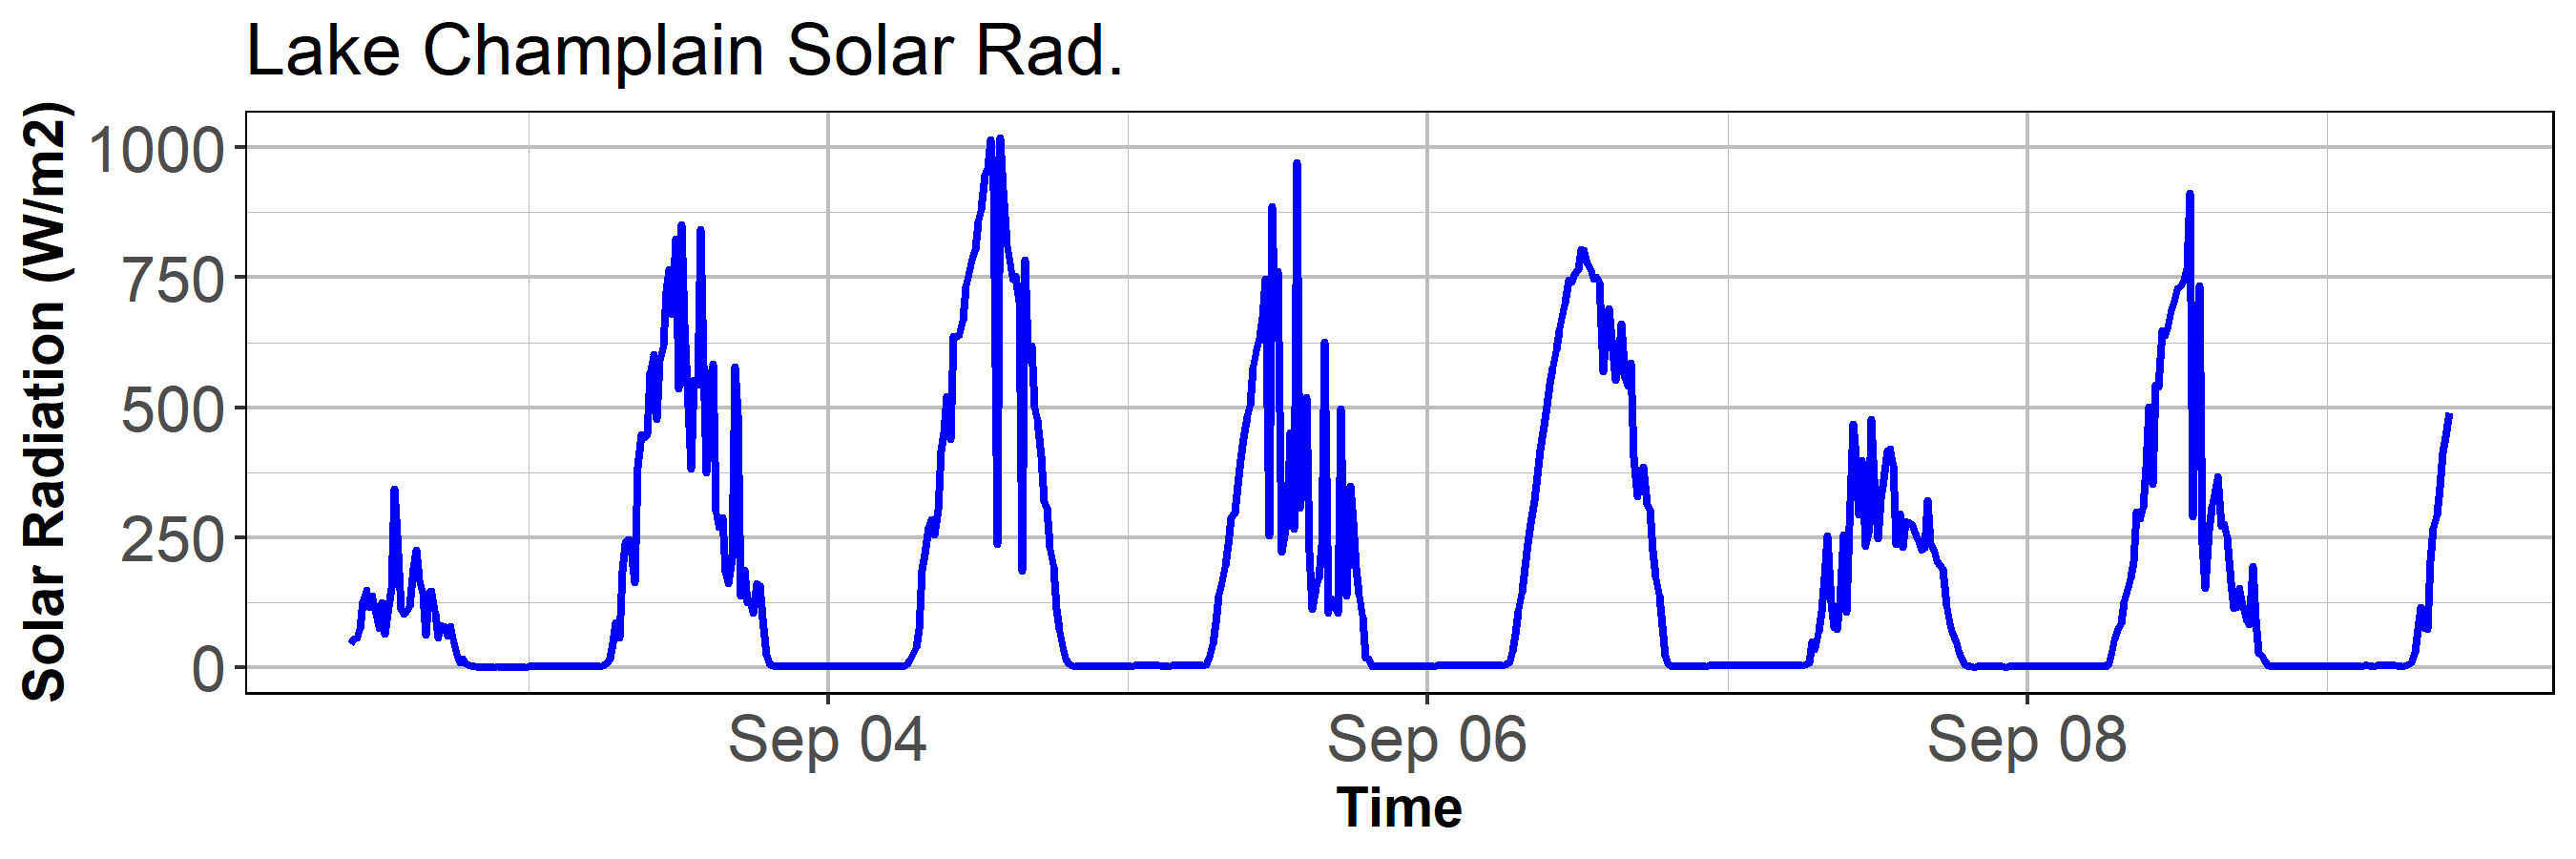 Lake Champlain Solar Rad.
Solar Radiation (W/m2)
1000
750
500
250
0
Sep 04 Sep 06 Sep 08
Time